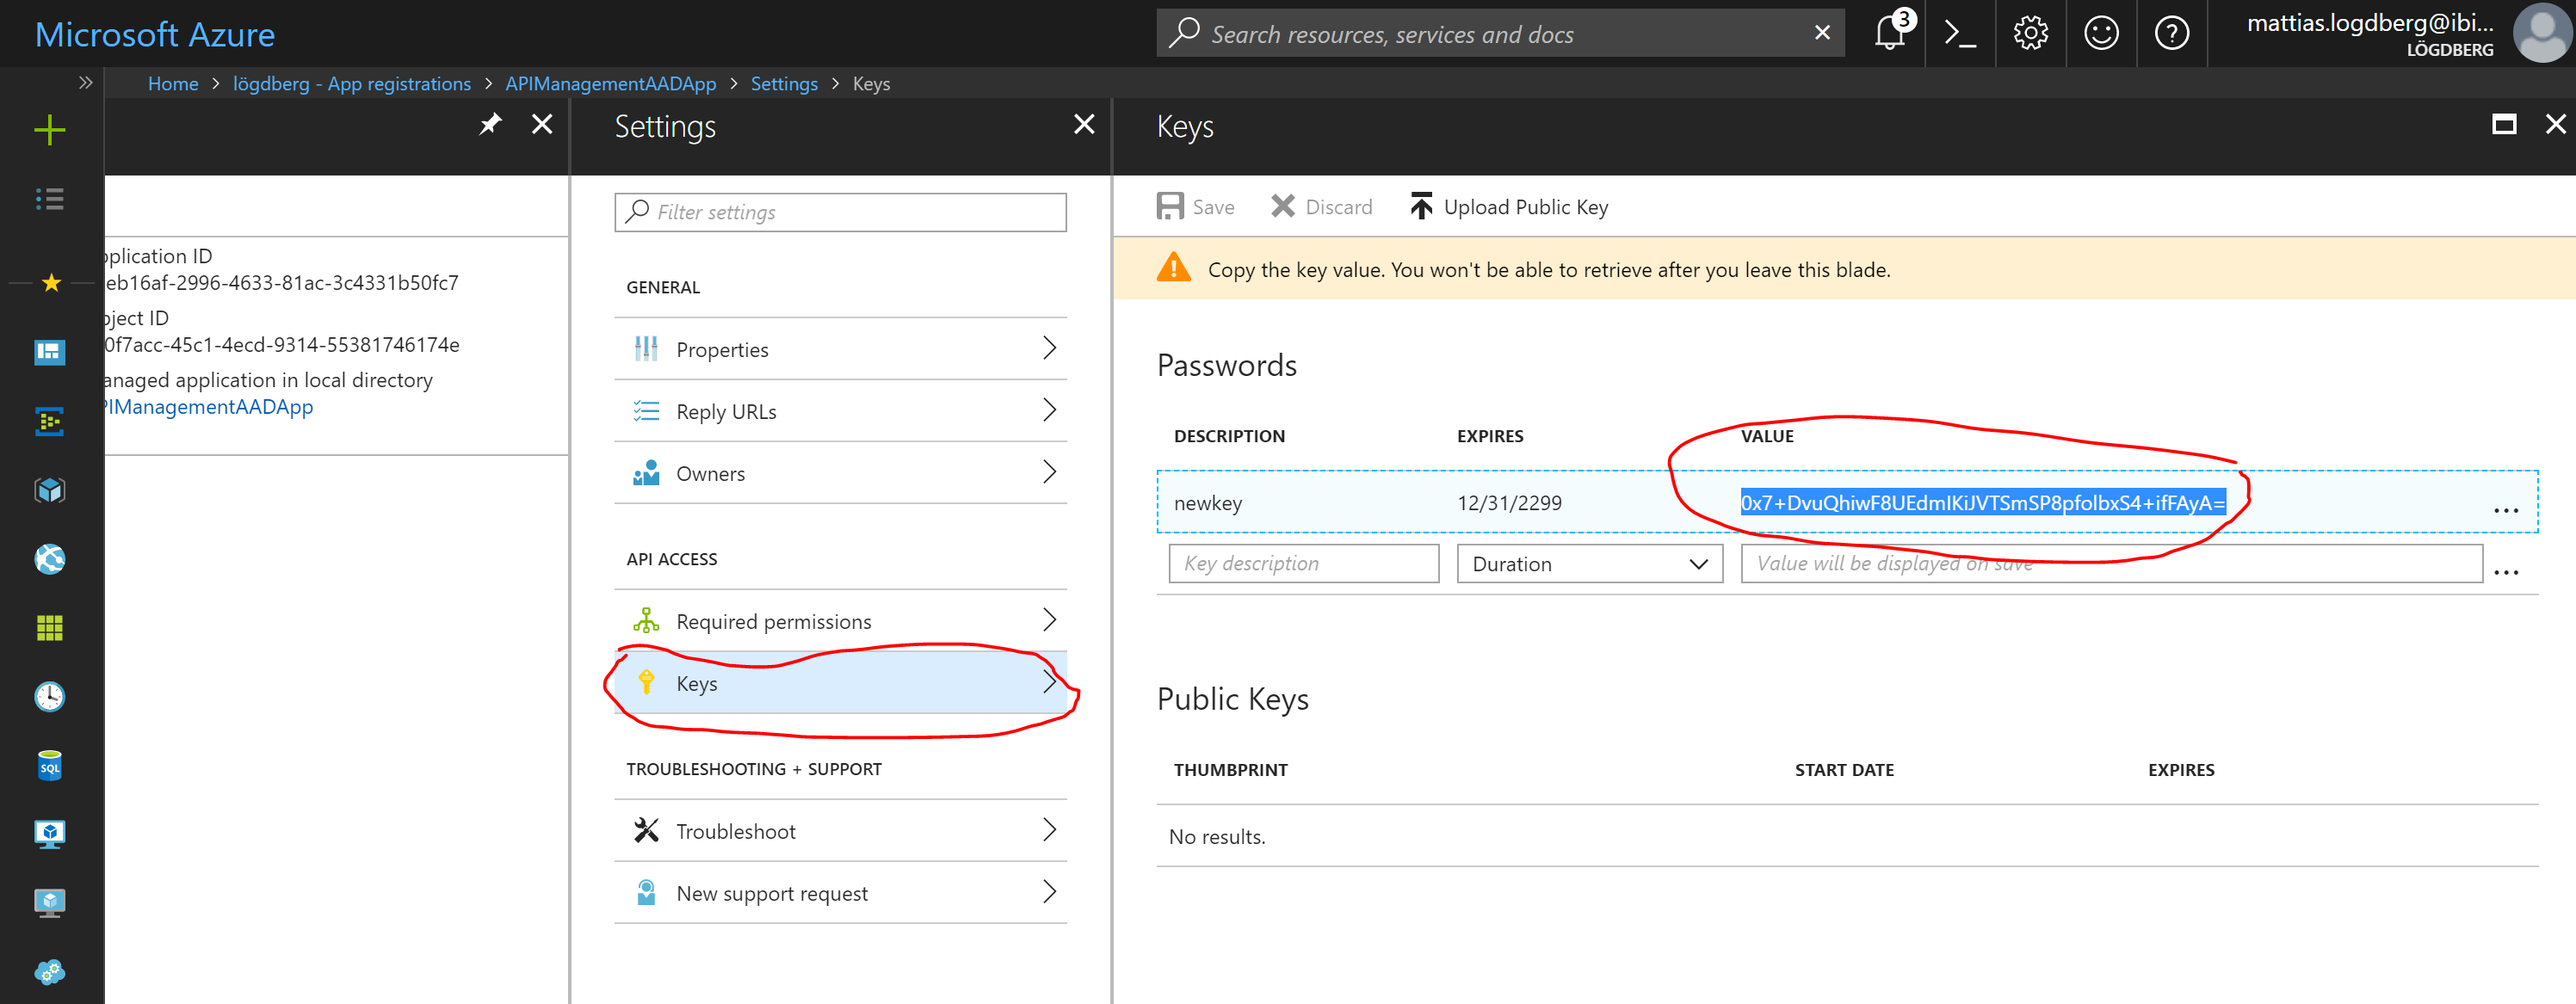 Microsoft Azure
Search resources, services and docs
3
mattias.logdberg@ibi...
LÖGDBERG
Home > lögdberg - App registrations > APIManagementAADApp > Settings > Keys
Settings
Keys
Filter settings
Save
Discard
Upload Public Key
pplication ID
eb16af-2996-4633-81ac-3c4331b50fc7
Copy the key value. You won't be able to retrieve after you leave this blade.
GENERAL
bject ID
0f7acc-45c1-4ecd-9314-55381746174e
anaged application in local directory
PIManagementAADApp
Properties
Reply URLs
Owners
API ACCESS
Required permissions
Keys
TROUBLESHOOTING + SUPPORT
Troubleshoot
New support request
Passwords
DESCRIPTION EXPIRES VALUE
newkey 12/31/2299 0x7+DvuQhiwF8UEdmIKiJVTSmSP8pfolbxS4+ifFAyA= ...
Key description Duration Value will be displayed on save ...
Public Keys
THUMBPRINT START DATE EXPIRES
No results.
SQL